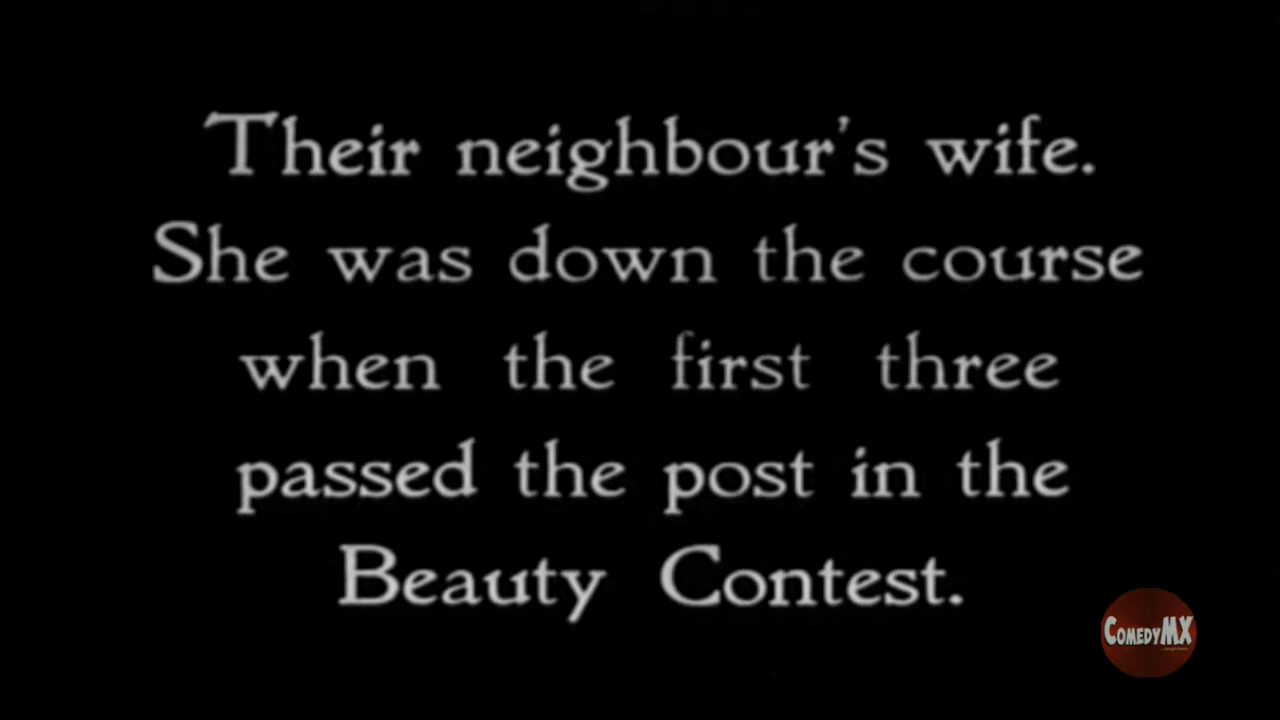 Their neighbour's wife.
She was down the course
when the first three
passed the post in the
Beauty Contest.
COMEDYMX